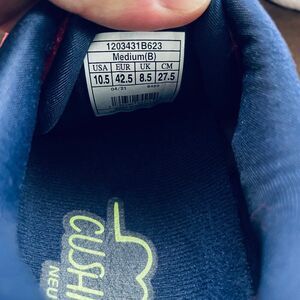 1203431B623
Medium(B)
USA EUR UK CM
10.5 42.5 8.5 27.5
04/21
CUSHI
NEU